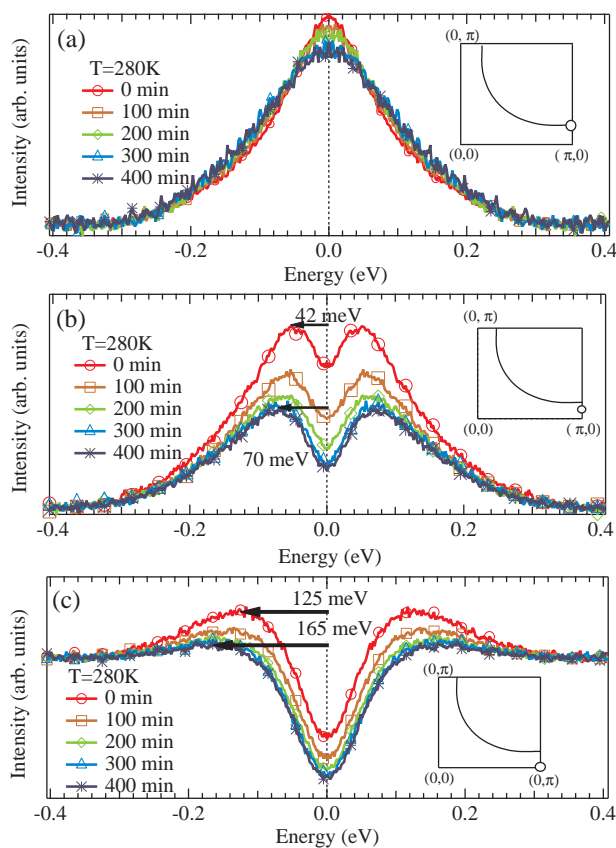 (a)
T=280K
0 min
100 min
200 min
300 min
400 min
(0, π)
(0,0)
( π,0)
Intensity (arb. units)
-0.4
-0.2
0.0
0.2
0.4
Energy (eV)
(b)
T=280K
0 min
100 min
200 min
300 min
400 min
42 meV
70 meV
(0, π)
(0,0)
( π,0)
Intensity (arb. units)
-0.4
-0.2
0.0
0.2
0.4
Energy (eV)
(c)
125 meV
165 meV
T=280K
0 min
100 min
200 min
300 min
400 min
(0,π)
(0,0)
(0,π)
Intensity (arb. units)
-0.4
-0.2
0.0
0.2
0.4
Energy (eV)